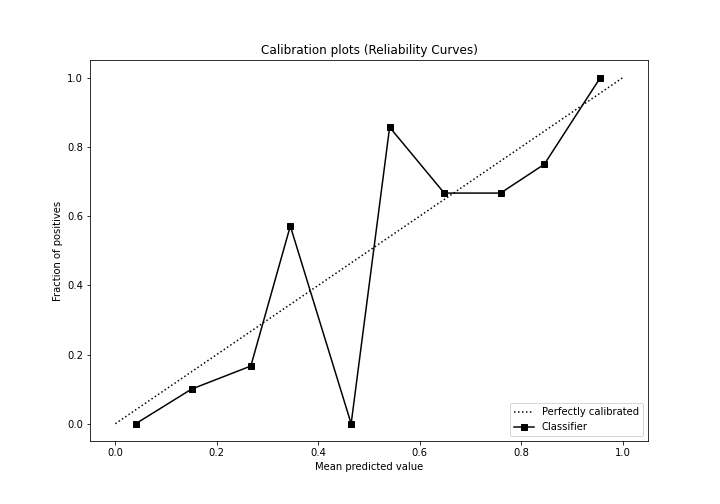 Calibration plots (Reliability Curves)
1.0
0.8
0.6
0.4
0.2
0.0
Fraction of positives
0.0 0.2 0.4 0.6 0.8 1.0
Mean predicted value
Perfectly calibrated
Classifier